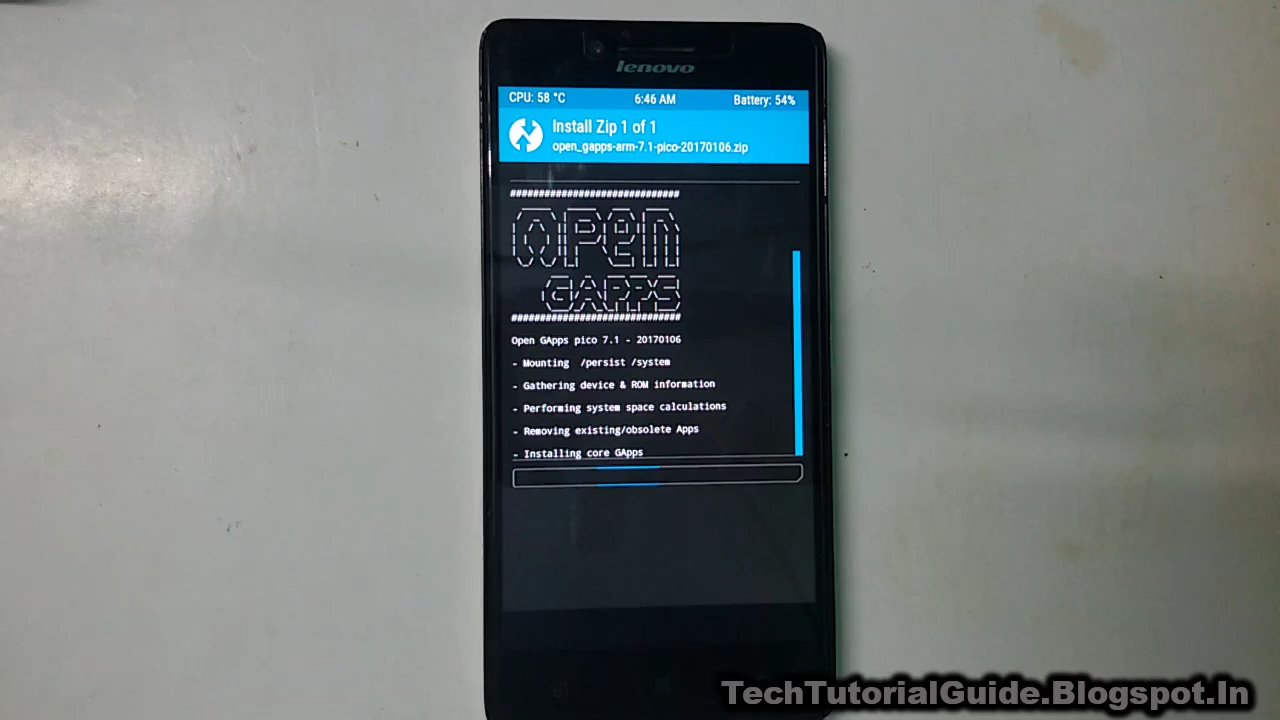 lenovo
CPU: 58 °C 6:46 AM Battery: 54%
Install Zip 1 of 1
open_gapps-arm-7.1-pico-20170106.zip
##############################
OPEN
GAPPS
##############################
Open GApps pico 7.1 - 20170106
- Mounting /persist /system
- Gathering device & ROM information
- Performing system space calculations
- Removing existing/obsolete Apps
- Installing core GApps
TechTutorialGuide.Blogspot.In